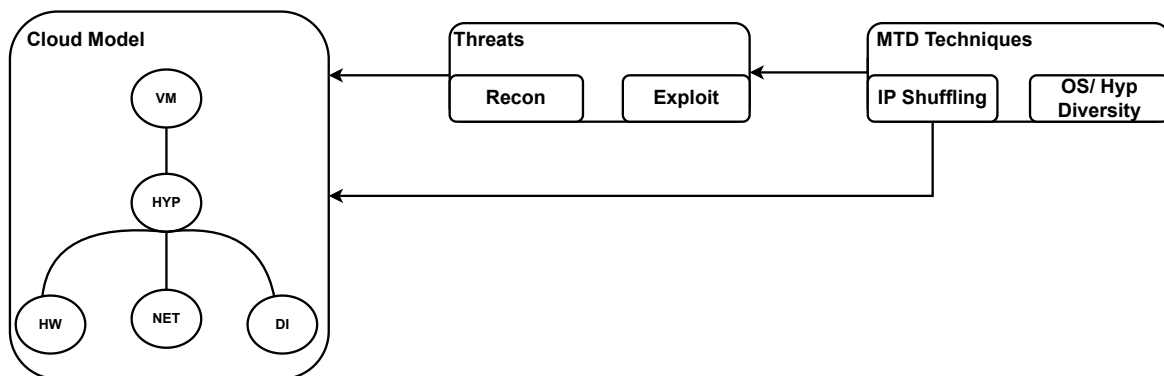 Cloud Model
VM
HYP
HW
NET
DI
Threats
Recon
Exploit
MTD Techniques
IP Shuffling
OS/ Hyp
Diversity